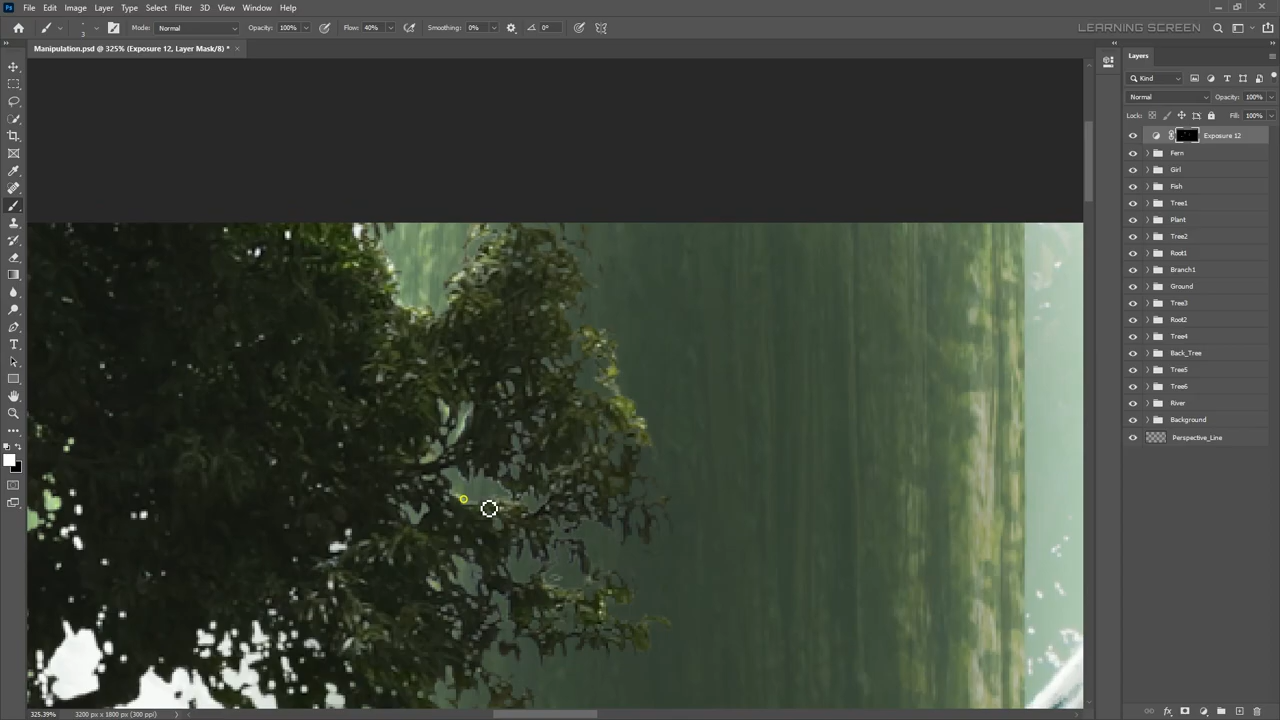 File Edit Image Layer Type Select Filter 3D View Window Help
3 Mode: Normal Opacity: 100% Flow: 40% Smoothing: 0% 0° LEARNING SCREEN
Manipulation.psd @ 325% (Exposure 12, Layer Mask/8) *
Layers
Kind
Normal Opacity: 100%
Lock: Fill: 100%
Exposure 12
Fern
Girl
Fish
Tree1
Plant
Tree2
Root1
Branch1
Ground
Tree3
Root2
Tree4
Back_Tree
Tree5
Tree6
River
Background
Perspective_Line
325.39% 3200 px x 1800 px (300 ppi)